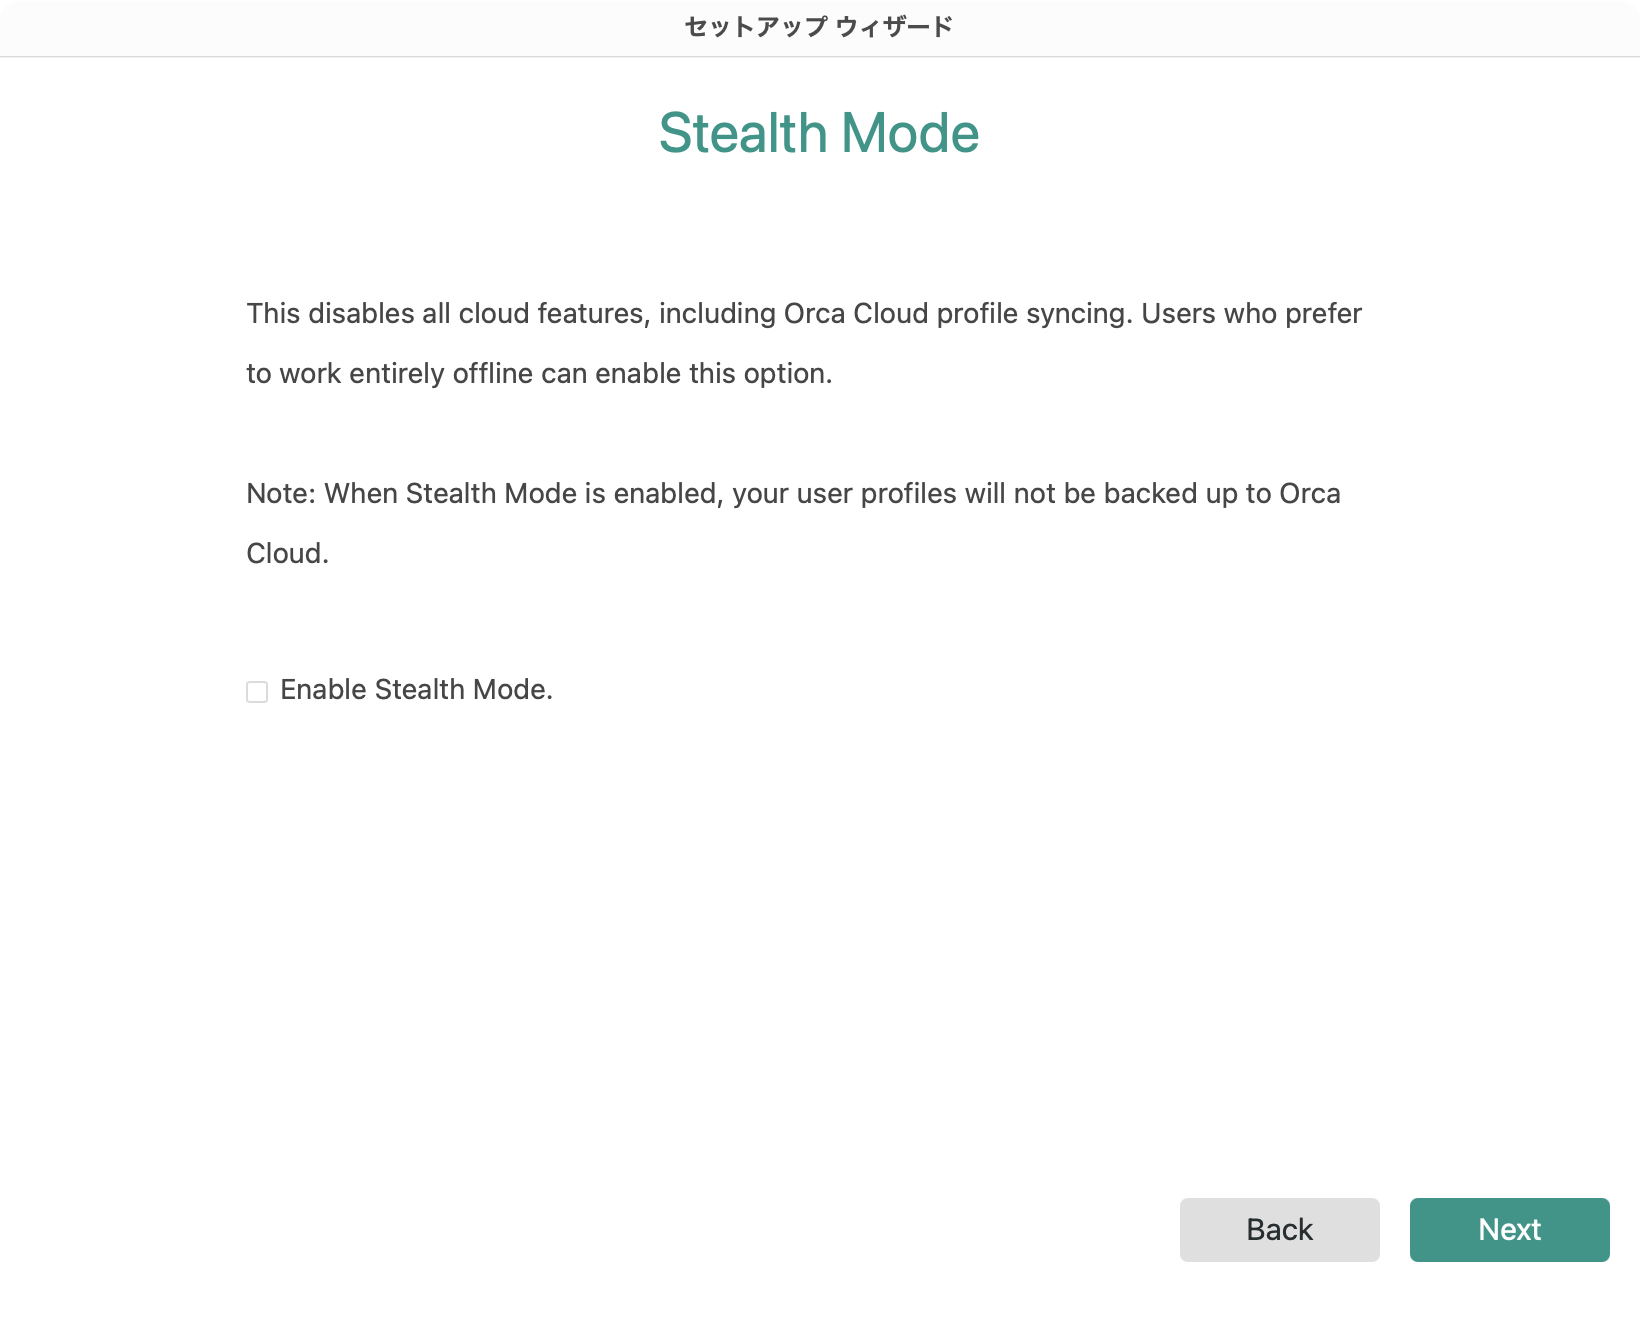 セットアップ ウィザード
Stealth Mode
This disables all cloud features, including Orca Cloud profile syncing. Users who prefer
to work entirely offline can enable this option.
Note: When Stealth Mode is enabled, your user profiles will not be backed up to Orca
Cloud.
Enable Stealth Mode.
Back
Next